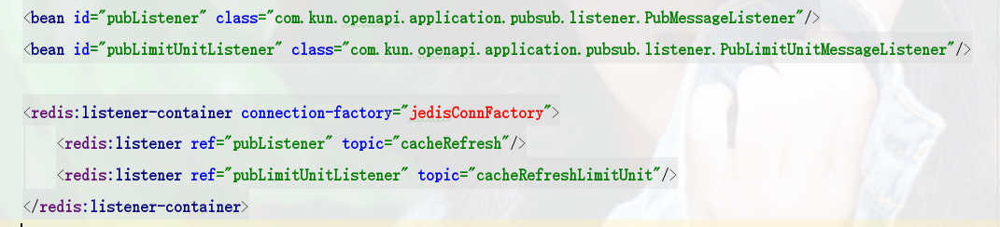 <bean id="pubListener" class="com.kun.openapi.application.pubsub.listener.PubMessageListener"/>
<bean id="pubLimitUnitListener" class="com.kun.openapi.application.pubsub.listener.PubLimitUnitMessageListener"/>
<redis:listener-container connection-factory="jedisConnFactory">
<redis:listener ref="pubListener" topic="cacheRefresh"/>
<redis:listener ref="pubLimitUnitListener" topic="cacheRefreshLimitUnit"/>
</redis:listener-container>